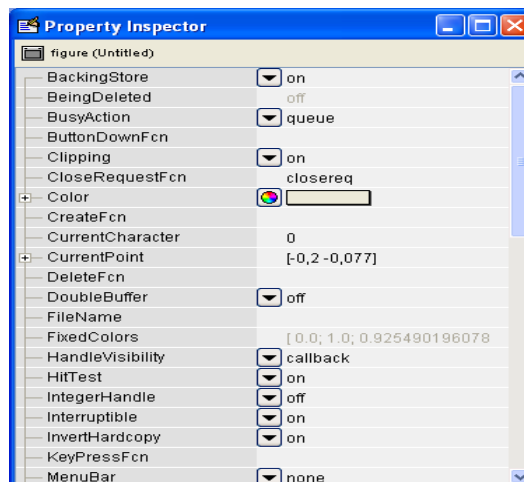 Property Inspector
figure (Untitled)
BackingStore on
BeingDeleted off
BusyAction queue
ButtonDownFcn
Clipping on
CloseRequestFcn closereq
Color
CreateFcn
CurrentCharacter 0
CurrentPoint [-0,2 -0,077]
DeleteFcn
DoubleBuffer off
FileName
FixedColors [ 0.0; 1.0; 0.925490196078
HandleVisibility callback
HitTest on
IntegerHandle off
Interruptible on
InvertHardcopy on
KeyPressFcn
MenuBar none